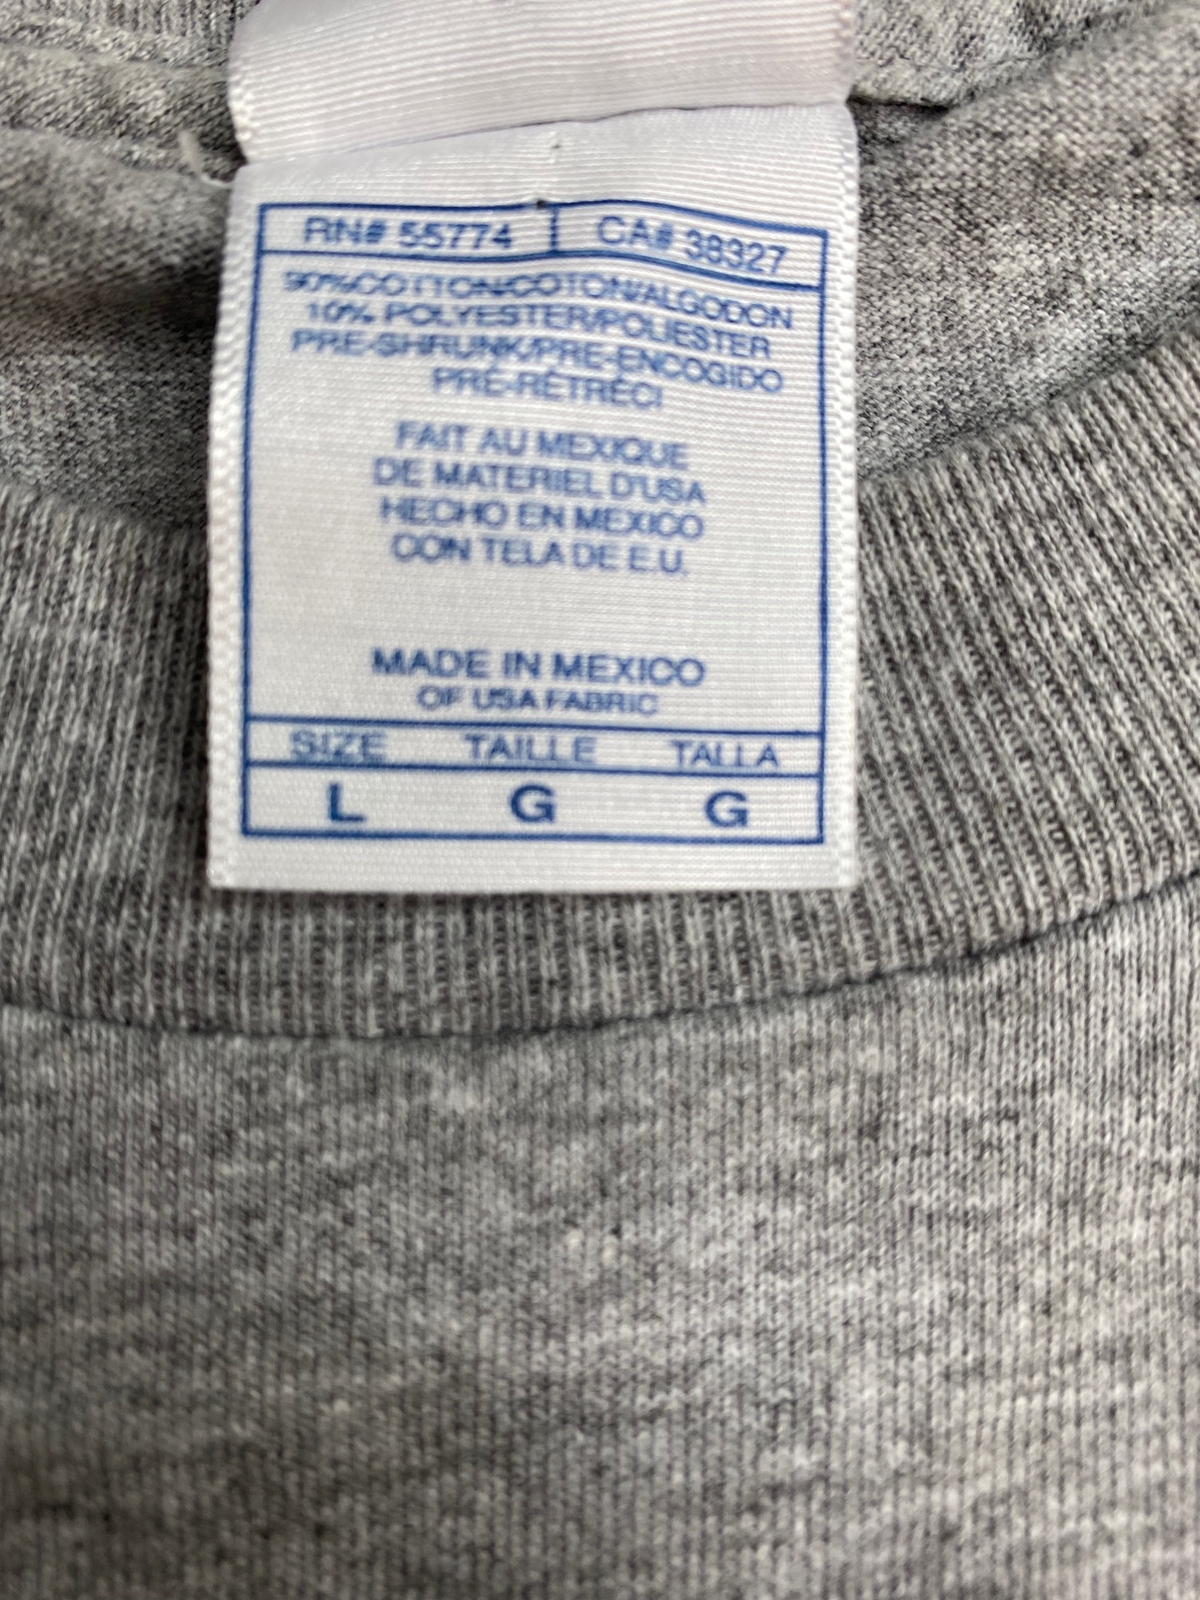 RN# 55774 CA# 38327
90% COTTON/COTON/ALGODON
10% POLYESTER/POLIESTER
PRE-SHRUNK/PRE-ENCOGIDO
PRÉ-RÉTRÉCI
FAIT AU MEXIQUE
DE MATERIEL D'USA
HECHO EN MEXICO
CON TELA DE E.U.
MADE IN MEXICO
OF USA FABRIC
SIZE TAILLE TALLA
L G G